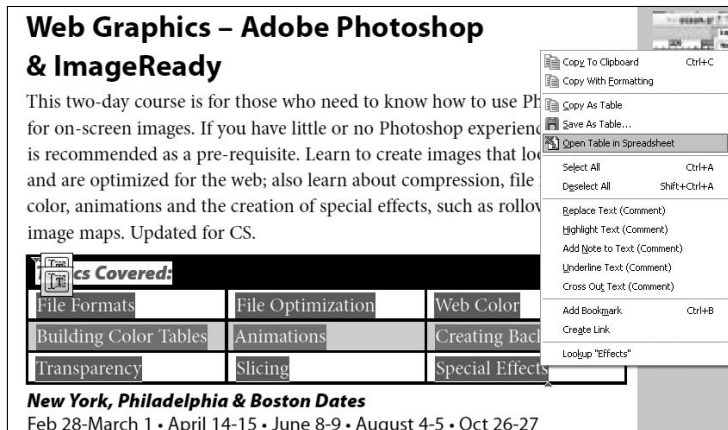 Web Graphics – Adobe Photoshop
& ImageReady
This two-day course is for those who need to know how to use
for on-screen images. If you have little or no Photoshop
is recommended as a pre-requisite. Learn to create images that
and are optimized for the web; also learn about compression, file
color, animations and the creation of special effects, such as
image maps. Updated for CS.
Covered:
File Formats File Optimization Web Color
Building Color Tables Animations Creating
Transparency Slicing Special Effects
New York, Philadelphia & Boston Dates
Feb 28-March 1 • April 14-15 • June 8-9 • August 4-5 • Oct 26-27
Copy To Clipboard Ctrl+C
Copy With Formatting
Copy As Table
Save As Table...
Open Table in Spreadsheet
Select All Ctrl+A
Deselect All Shift+Ctrl+A
Replace Text (Comment)
Highlight Text (Comment)
Add Note to Text (Comment)
Underline Text (Comment)
Cross Out Text (Comment)
Add Bookmark Ctrl+B
Create Link
Lookup "Effects"